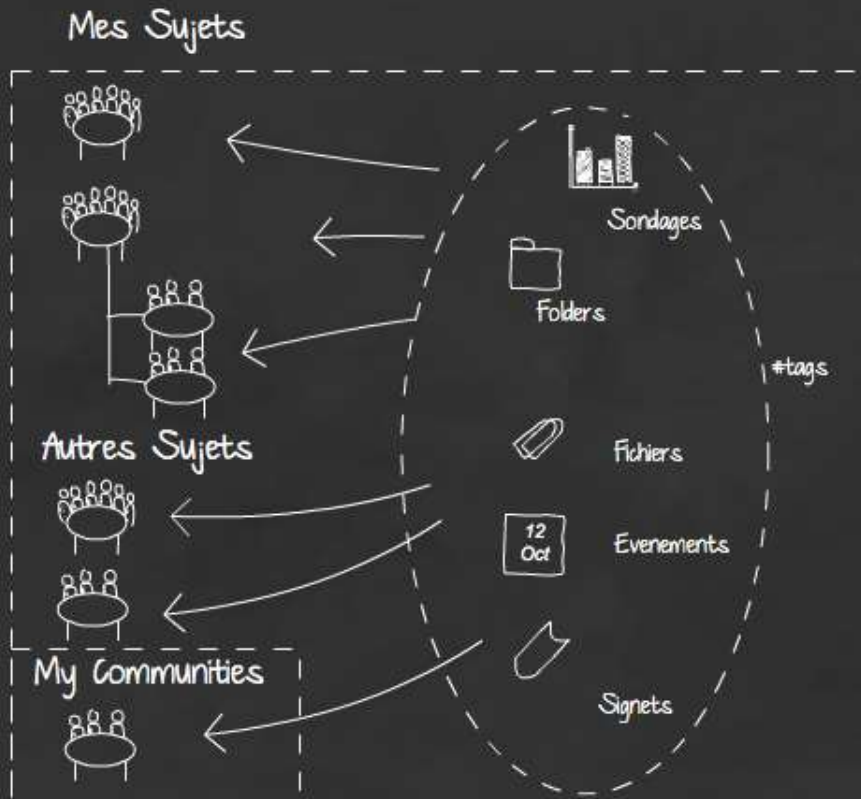 Mes Sujets
Sondages
Folders
#tags
Autres Sujets
Fichiers
12
Oct
Evenements
My Communities
Signets